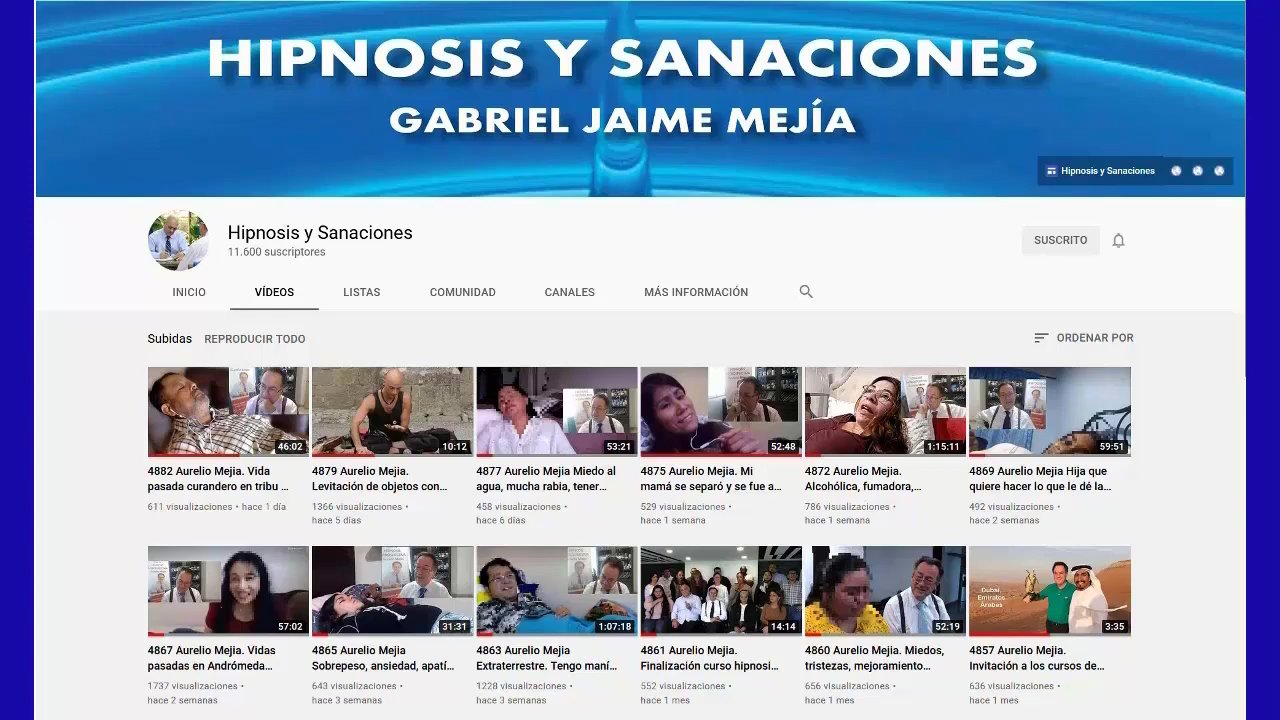 HIPNOSIS Y SANACIONES
GABRIEL JAIME MEJÍA
Hipnosis y Sanaciones
Hipnosis y Sanaciones
11.600 suscriptores
SUSCRITO
INICIO VÍDEOS LISTAS COMUNIDAD CANALES MÁS INFORMACIÓN
Subidas REPRODUCIR TODO ORDENAR POR
46:02 10:12 53:21 52:48 1:15:11 59:51
4882 Aurelio Mejia. Vida
pasada curandero en tribu ...
611 visualizaciones • hace 1 día
4879 Aurelio Mejia.
Levitación de objetos con...
1366 visualizaciones •
hace 5 días
4877 Aurelio Mejia Miedo al
agua, mucha rabia, tener...
458 visualizaciones •
hace 6 días
4875 Aurelio Mejia. Mi
mamá se separó y se fue a...
529 visualizaciones •
hace 1 semana
4872 Aurelio Mejia.
Alcohólica, fumadora,...
786 visualizaciones •
hace 1 semana
4869 Aurelio Mejia Hija que
quiere hacer lo que le dé la...
492 visualizaciones •
hace 2 semanas
Dubai,
Emiratos
Árabes
57:02 31:31 1:07:18 14:14 52:19 3:35
4867 Aurelio Mejia. Vidas
pasadas en Andrómeda...
1737 visualizaciones •
hace 2 semanas
4865 Aurelio Mejia
Sobrepeso, ansiedad, apatí...
643 visualizaciones •
hace 3 semanas
4863 Aurelio Mejia
Extraterrestre. Tengo maní...
1228 visualizaciones •
hace 3 semanas
4861 Aurelio Mejia.
Finalización curso hipnosi...
552 visualizaciones •
hace 1 mes
4860 Aurelio Mejia. Miedos,
tristezas, mejoramiento...
656 visualizaciones •
hace 1 mes
4857 Aurelio Mejia.
Invitación a los cursos de...
636 visualizaciones •
hace 1 mes